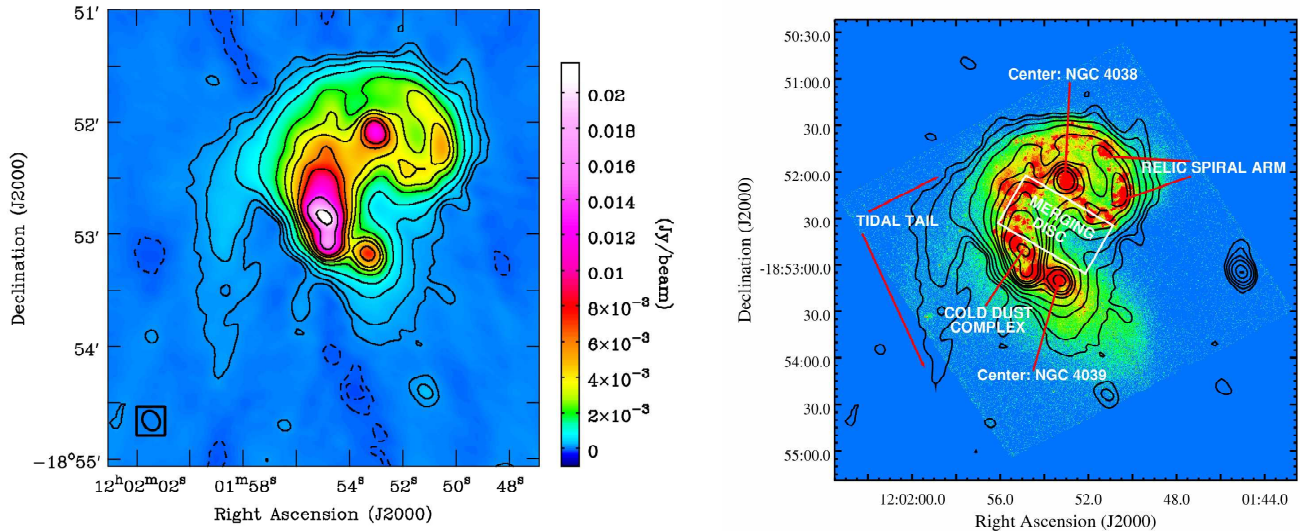 51′
52′
53′
54′
−18°55′
Declination (J2000)
12ʰ02ᵐ02ˢ
01ᵐ58ˢ
54ˢ
52ˢ
50ˢ
48ˢ
Right Ascension (J2000)
0.02
0.018
0.016
0.014
0.012
0.01
8×10⁻³
6×10⁻³
4×10⁻³
2×10⁻³
0
(Jy/beam)
50:30.0
51:00.0
30.0
52:00.0
30.0
-18:53:00.0
30.0
54:00.0
30.0
55:00.0
Declination (J2000)
Center: NGC 4038
RELIC SPIRAL ARM
TIDAL TAIL
MERGING
DISC
COLD DUST
COMPLEX
Center: NGC 4039
12:02:00.0
56.0
52.0
48.0
01:44.0
Right Ascension (J2000)